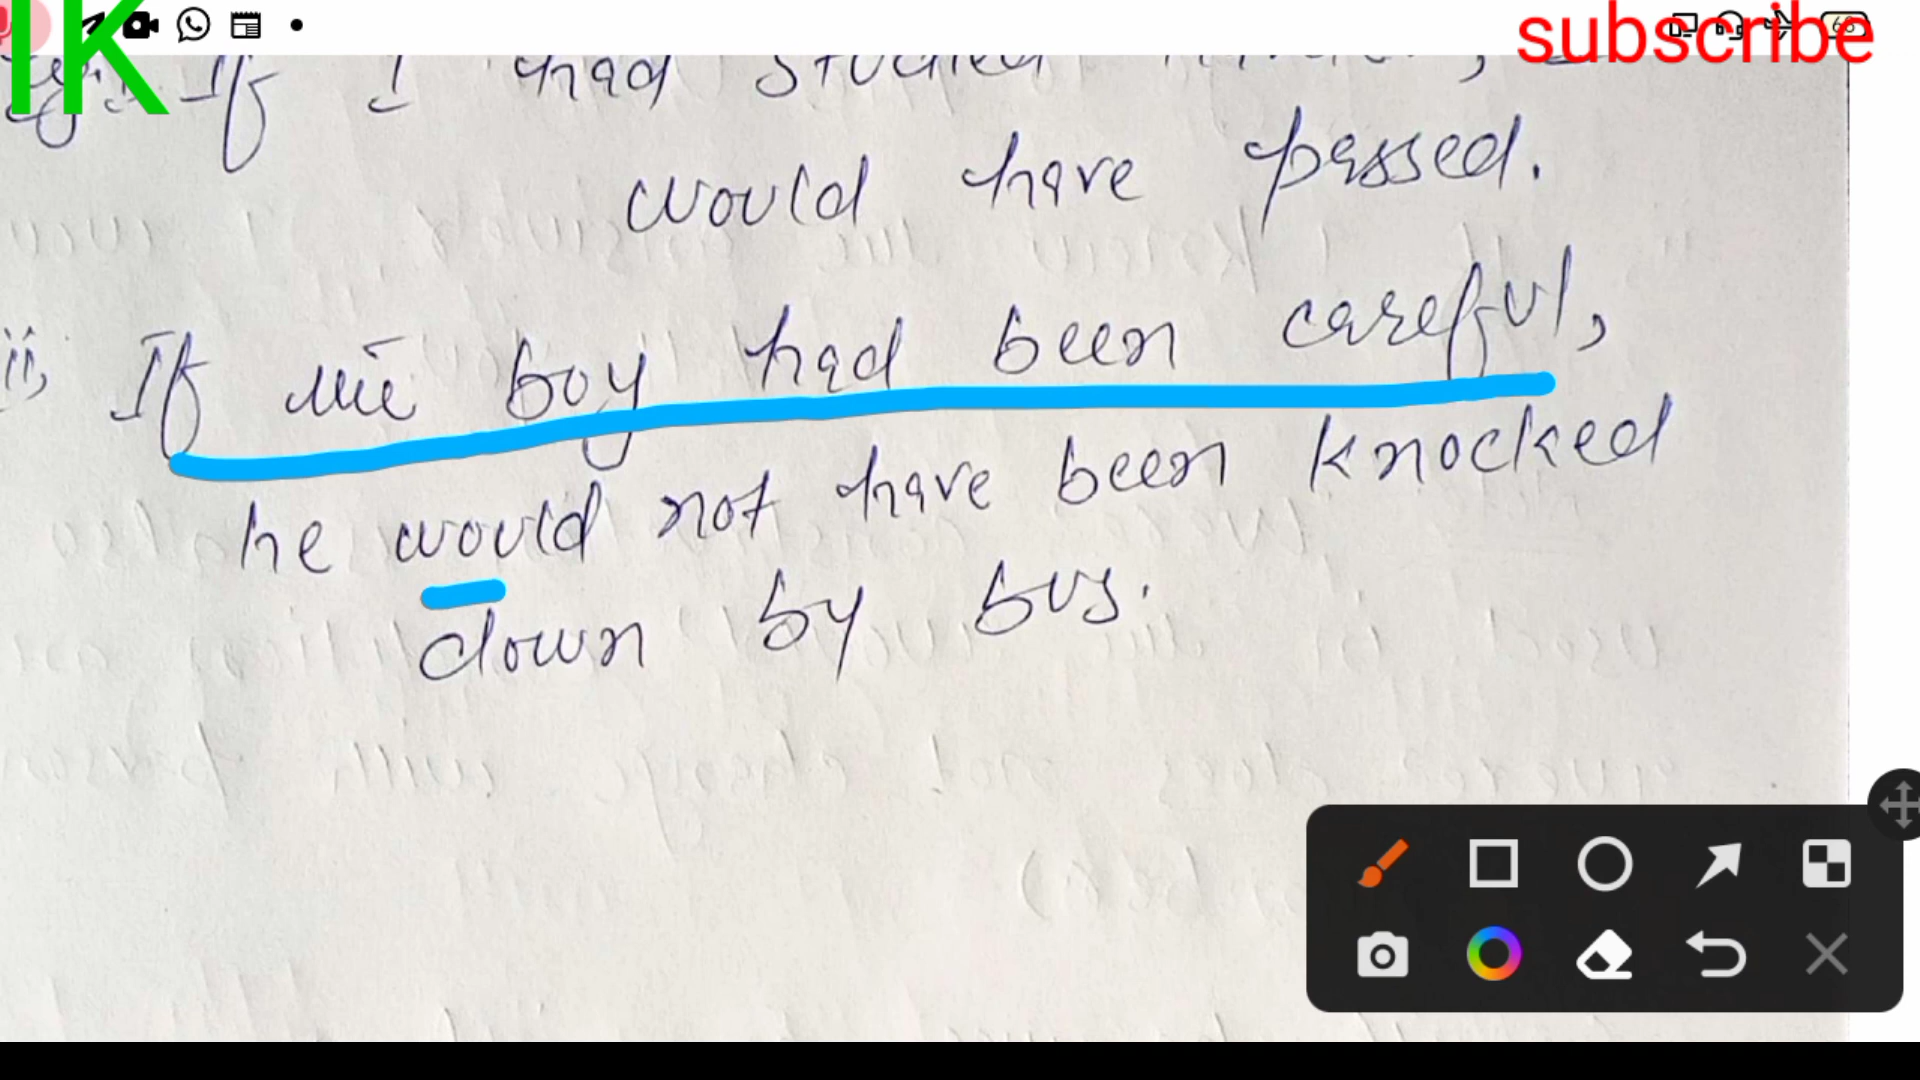 IK
subscribe
If I had studied
would have passed.
ii, If the boy had been careful,
he would not have been knocked
down by bus.